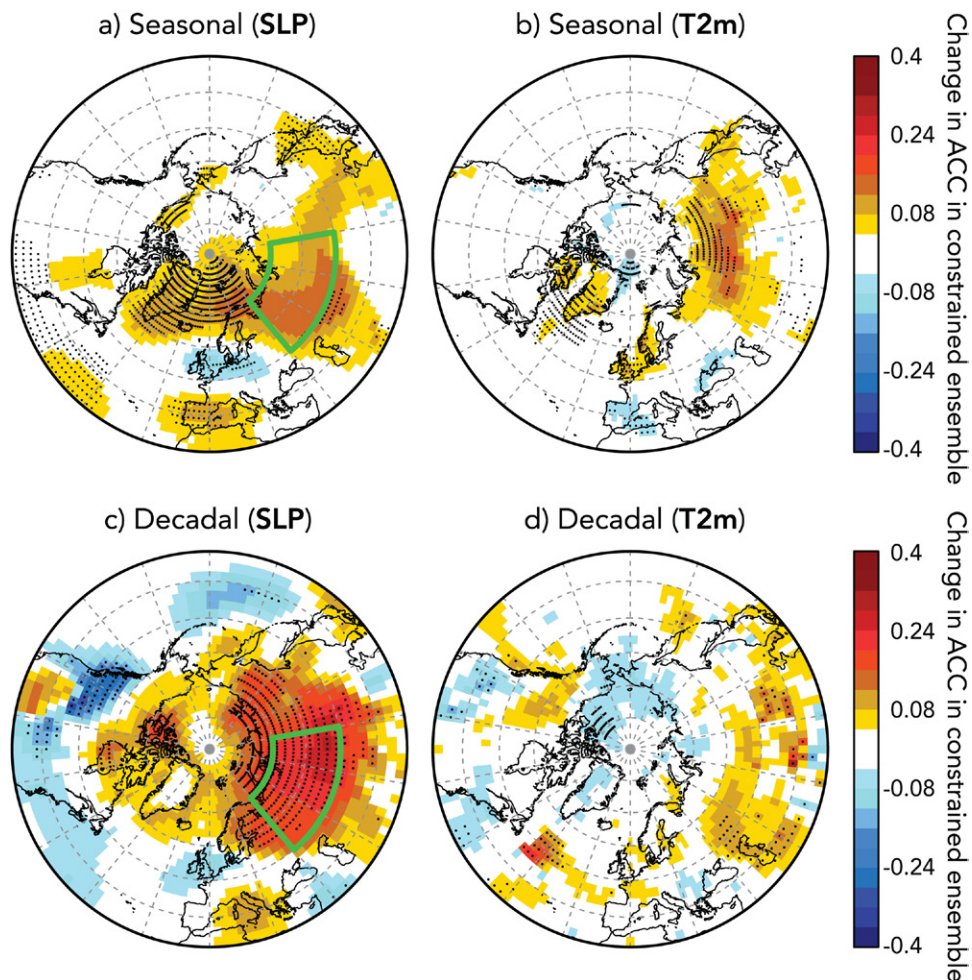 a) Seasonal (SLP)
b) Seasonal (T2m)
0.4
0.24
0.08
-0.08
-0.24
-0.4
Change in ACC in constrained ensemble
c) Decadal (SLP)
d) Decadal (T2m)
0.4
0.24
0.08
-0.08
-0.24
-0.4
Change in ACC in constrained ensemble